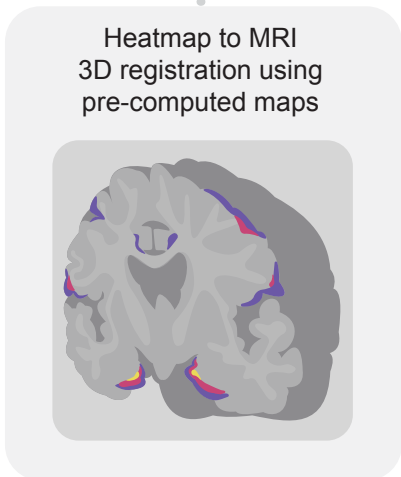 Heatmap to MRI
3D registration using
pre-computed maps